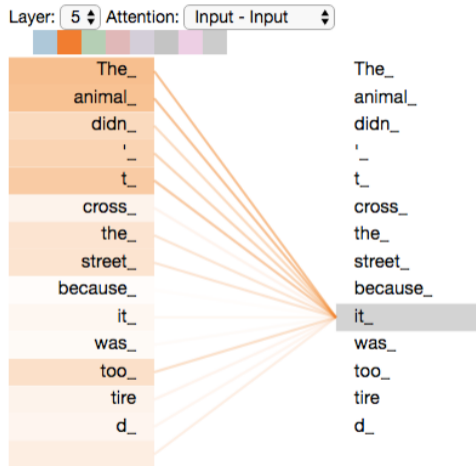 Layer: 5 Attention: Input - Input
The_ The_
animal_ animal_
didn_ didn_
'_ '_
t_ t_
cross_ cross_
the_ the_
street_ street_
because_ because_
it_ it_
was_ was_
too_ too_
tire tire
d_ d_